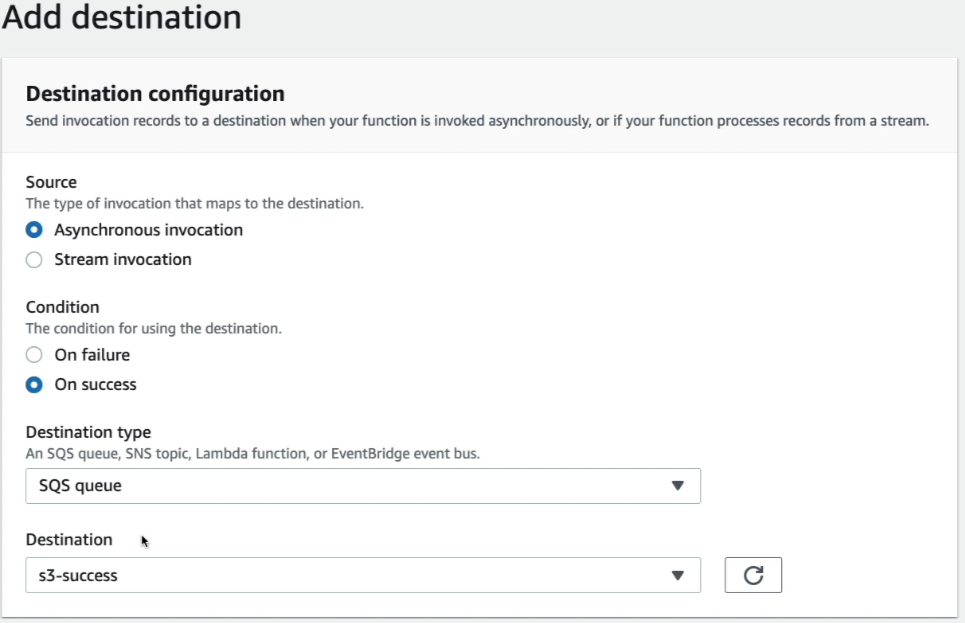 Add destination
Destination configuration
Send invocation records to a destination when your function is invoked asynchronously, or if your function processes records from a stream.
Source
The type of invocation that maps to the destination.
Asynchronous invocation
Stream invocation
Condition
The condition for using the destination.
On failure
On success
Destination type
An SQS queue, SNS topic, Lambda function, or EventBridge event bus.
SQS queue
Destination
s3-success